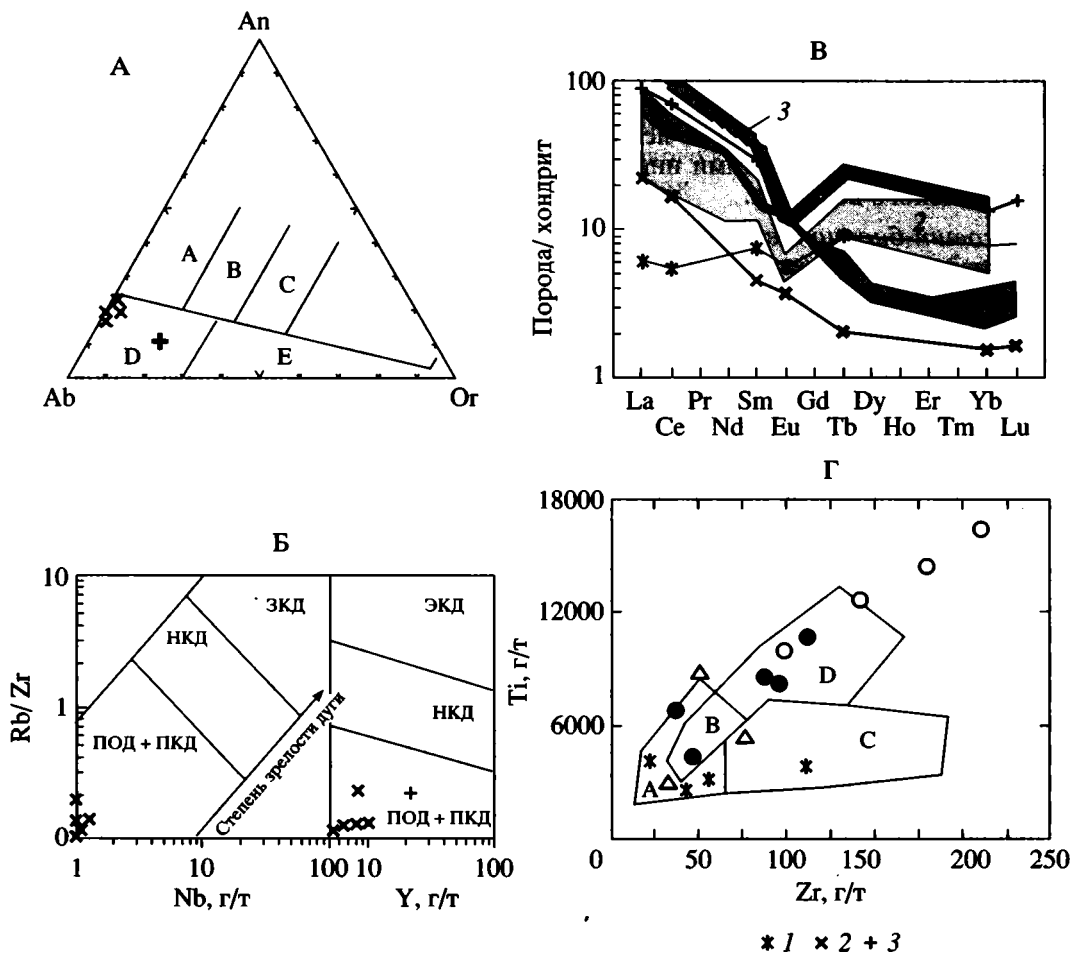 А
An
A
B
C
D
E
Ab
Or
В
Порода/ хондрит
100
10
1
3
2
La
Pr
Sm
Gd
Dy
Er
Yb
Ce
Nd
Eu
Tb
Ho
Tm
Lu
Б
Rb/ Zr
10
1
0
НКД
ЗКД
ЭКД
ПОД + ПКД
Степень зрелости дуги
НКД
ПОД + ПКД
1
10
100
10
100
Nb, г/т
Y, г/т
Г
Ti, г/т
18000
12000
6000
A
B
C
D
0
50
100
150
200
250
Zr, г/т
1
2
3